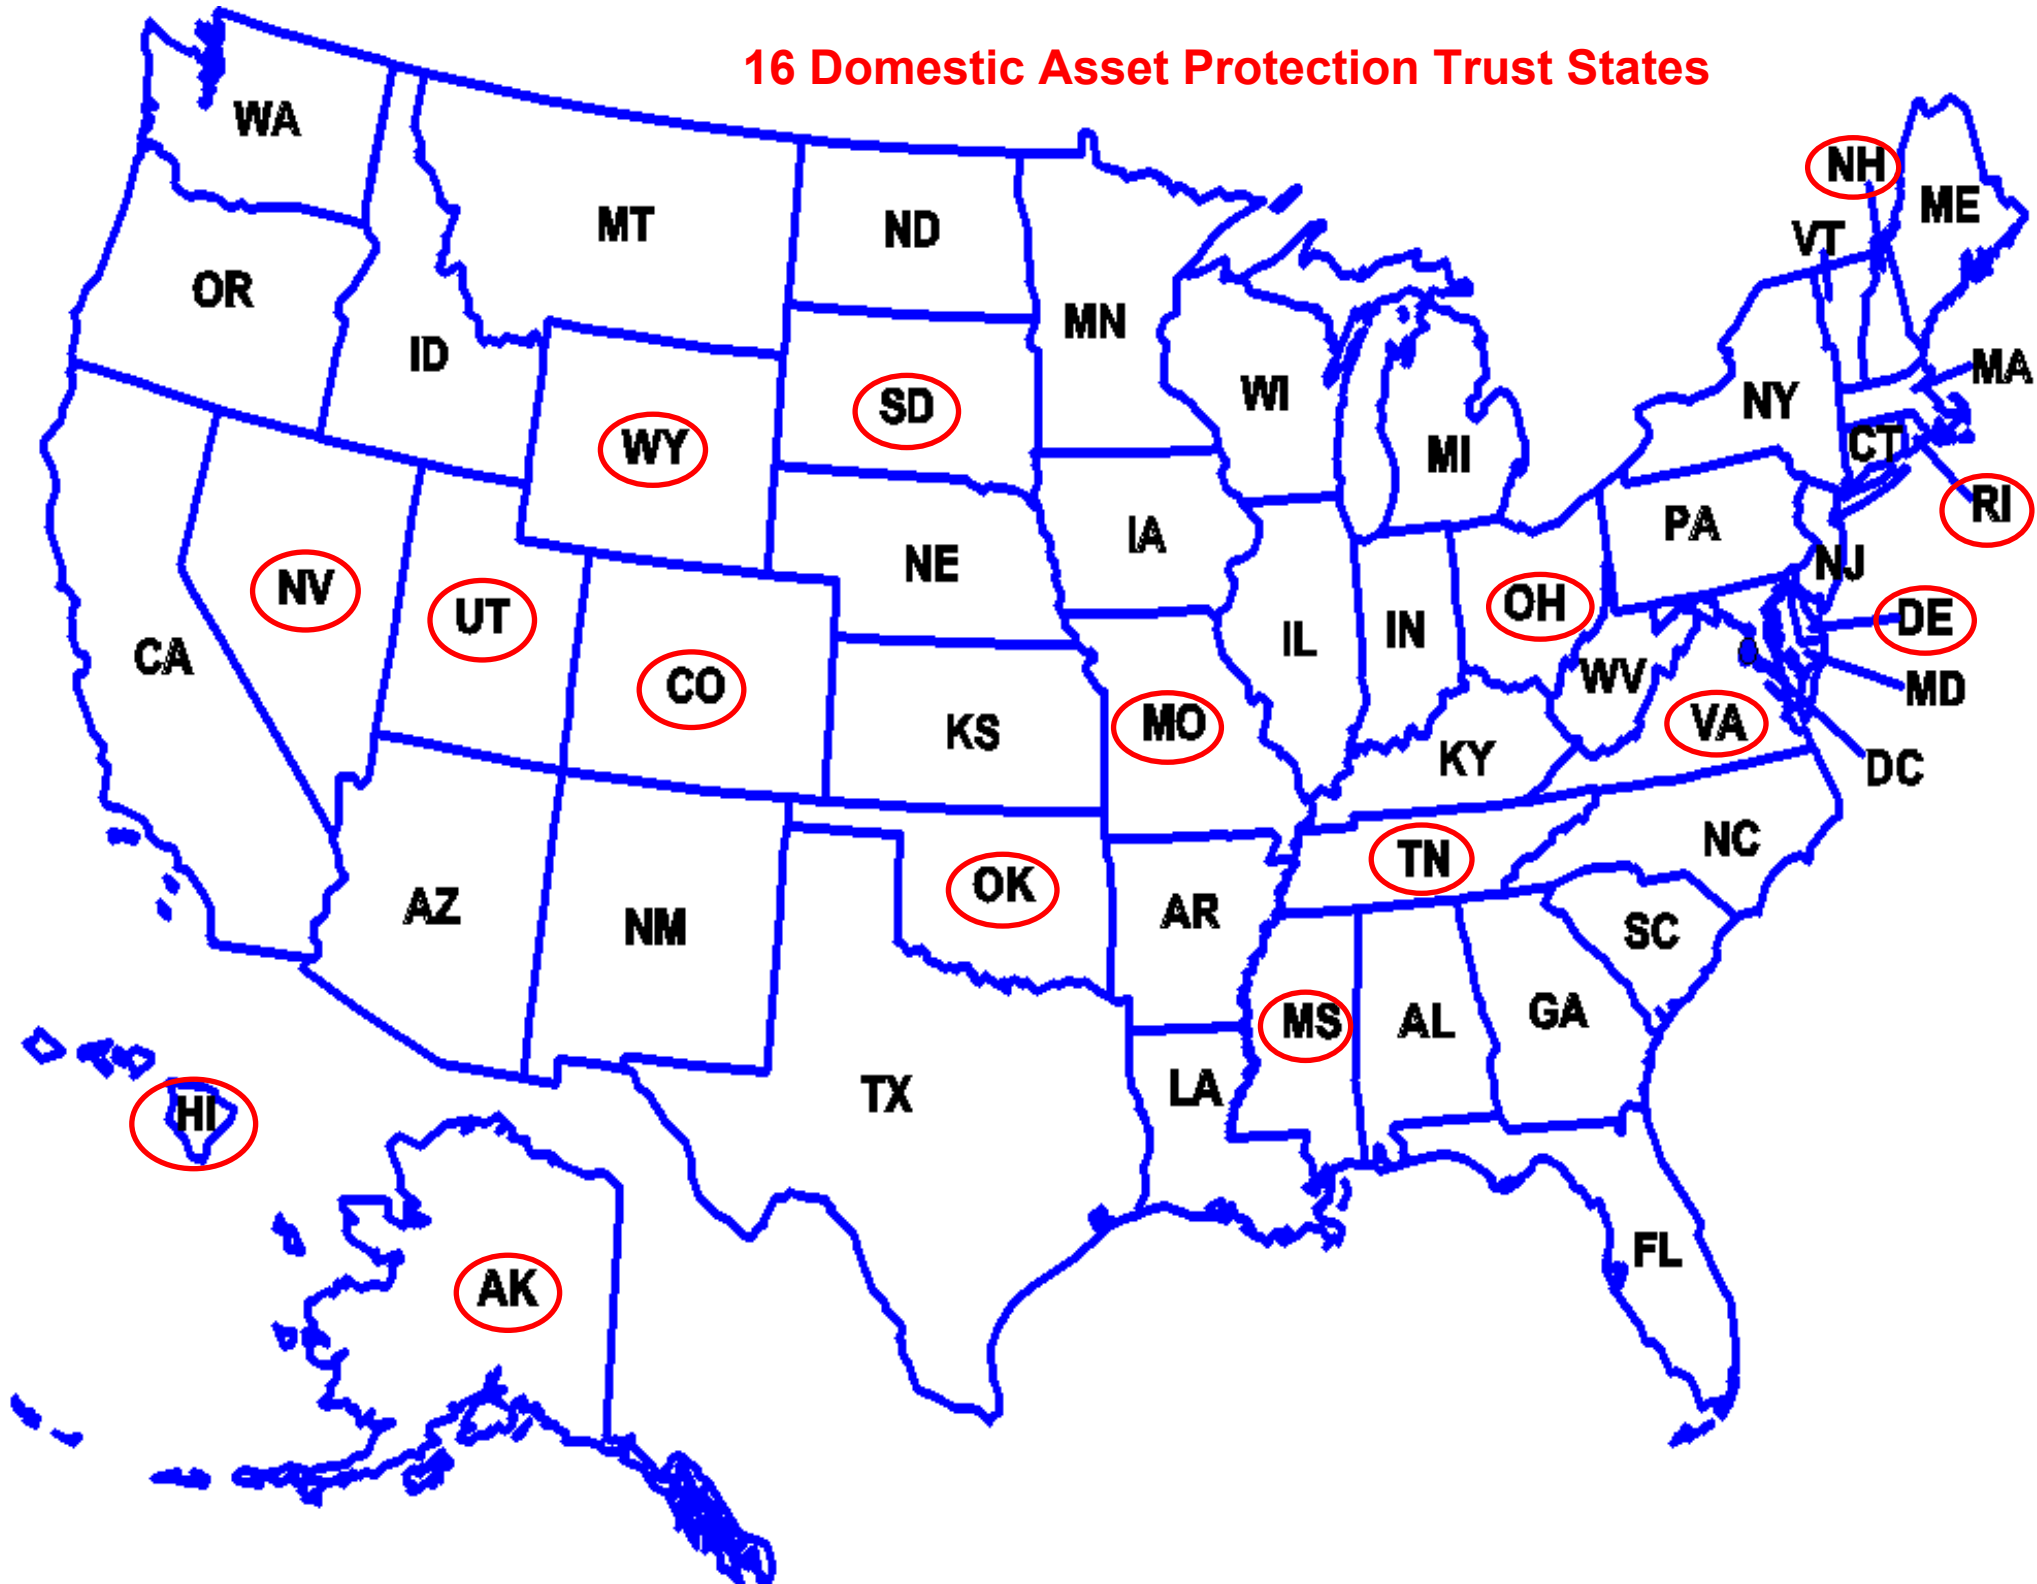 16 Domestic Asset Protection Trust States
WA
NH
ME
MT
ND
VT
OR
MN
ID
MA
WI
NY
SD
WY
CT
MI
RI
PA
IA
NE
NJ
NV
OH
DE
UT
IN
IL
CA
WV
CO
MD
MO
VA
KS
KY
DC
NC
TN
OK
AZ
AR
NM
SC
GA
MS
AL
LA
TX
HI
FL
AK